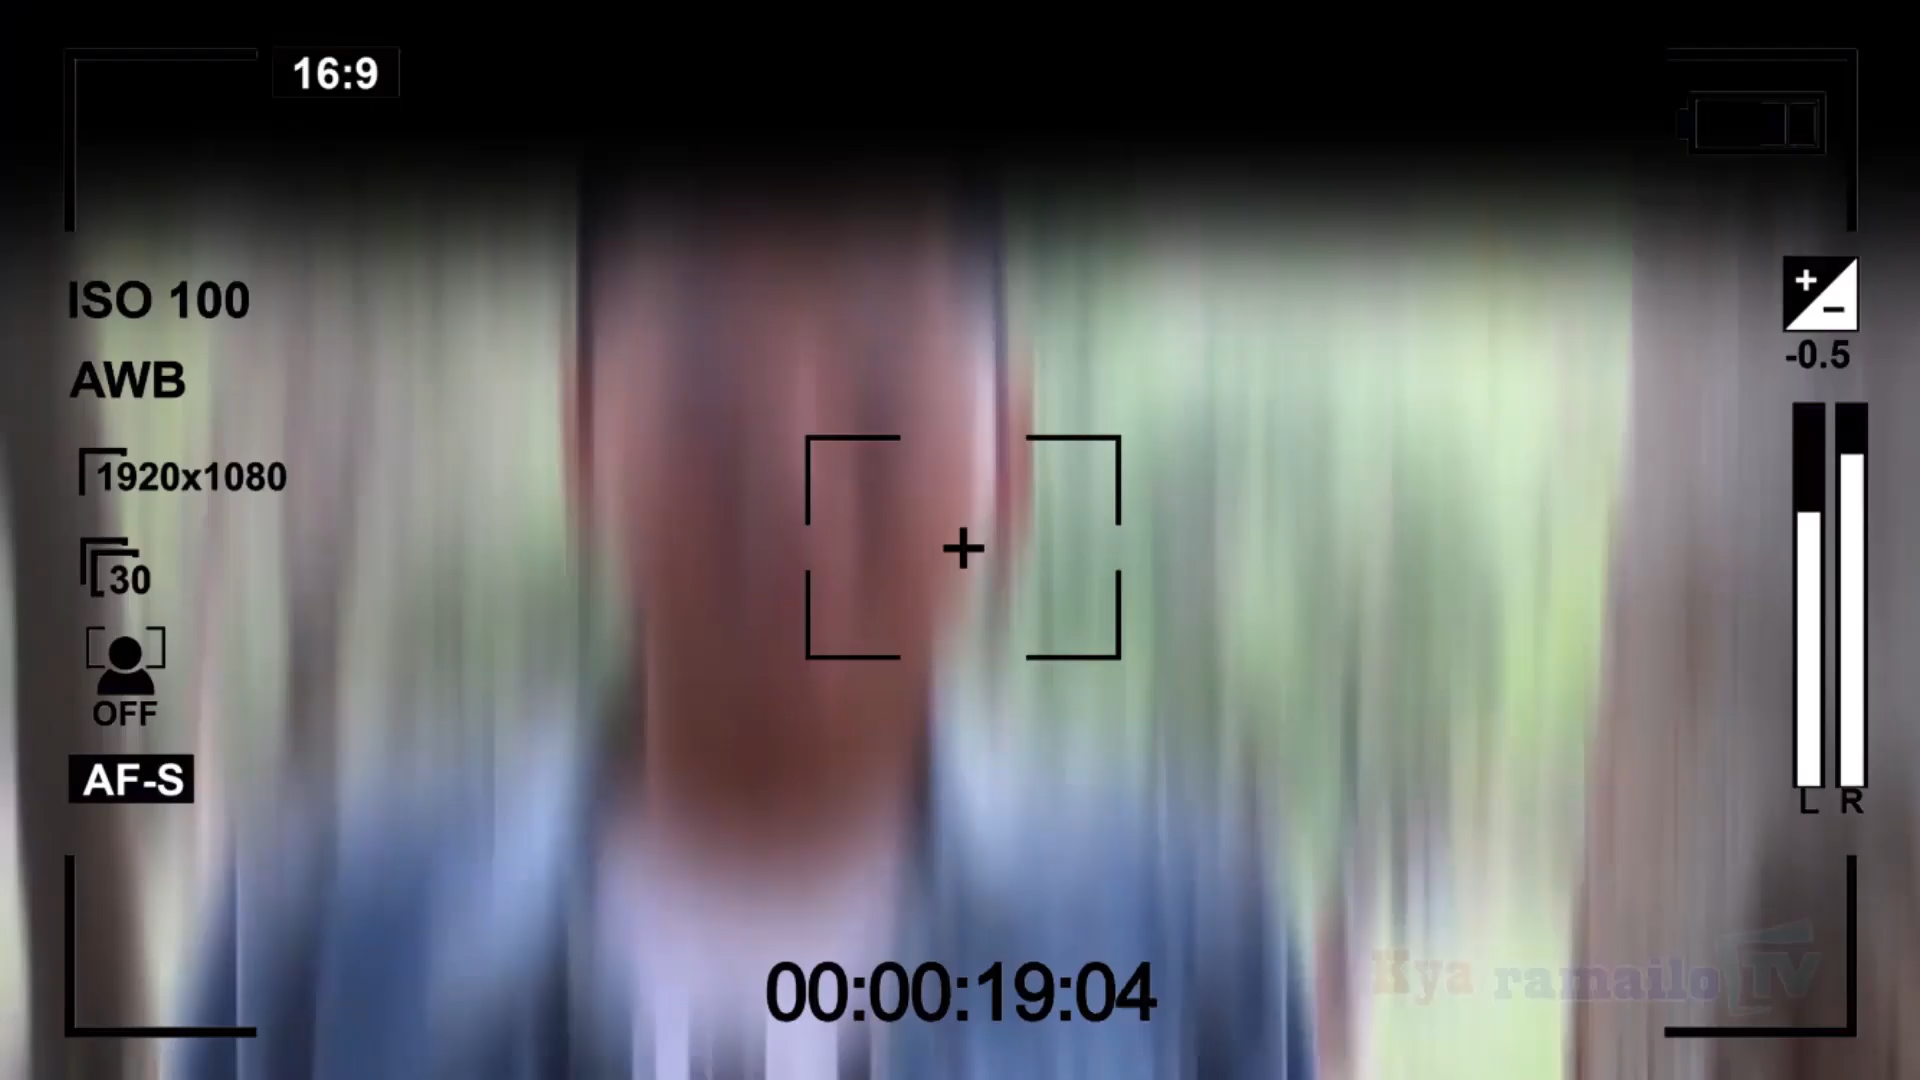 16:9
ISO 100
AWB
1920x1080
30
OFF
AF-S
+
−
-0.5
L R
+
00:00:19:04
Kya ramailo TV